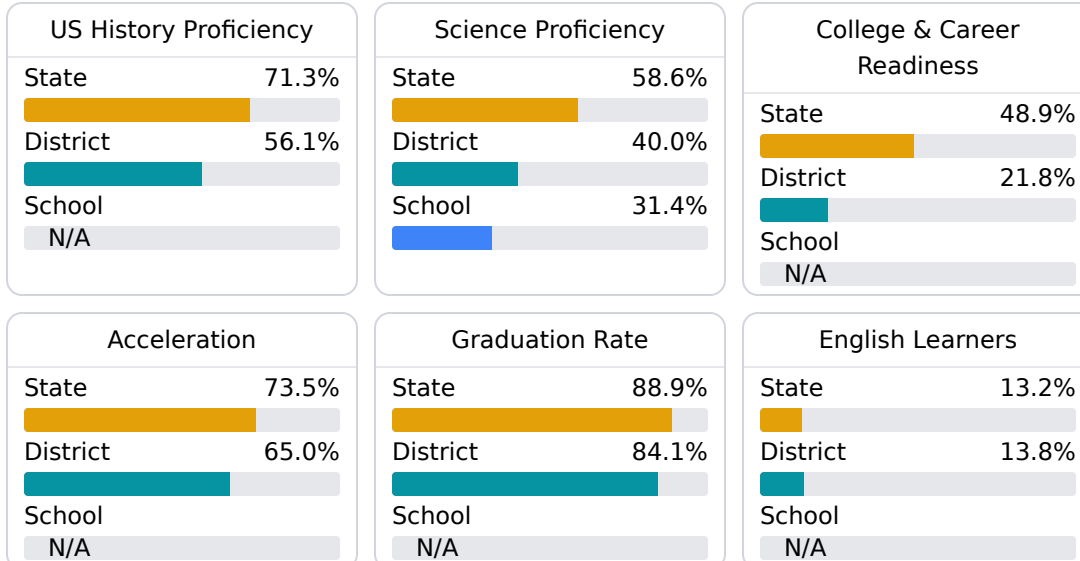 US History Proficiency
State 71.3%
District 56.1%
School
N/A
Science Proficiency
State 58.6%
District 40.0%
School 31.4%
College & Career
Readiness
State 48.9%
District 21.8%
School
N/A
Acceleration
State 73.5%
District 65.0%
School
N/A
Graduation Rate
State 88.9%
District 84.1%
School
N/A
English Learners
State 13.2%
District 13.8%
School
N/A